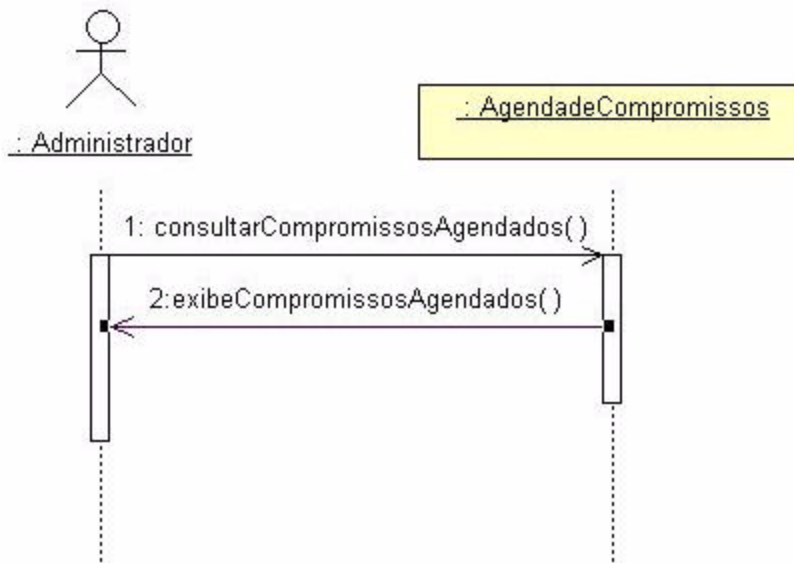 : Administrador
: AgendadeCompromissos
1: consultarCompromissosAgendados( )
2:exibeCompromissosAgendados( )